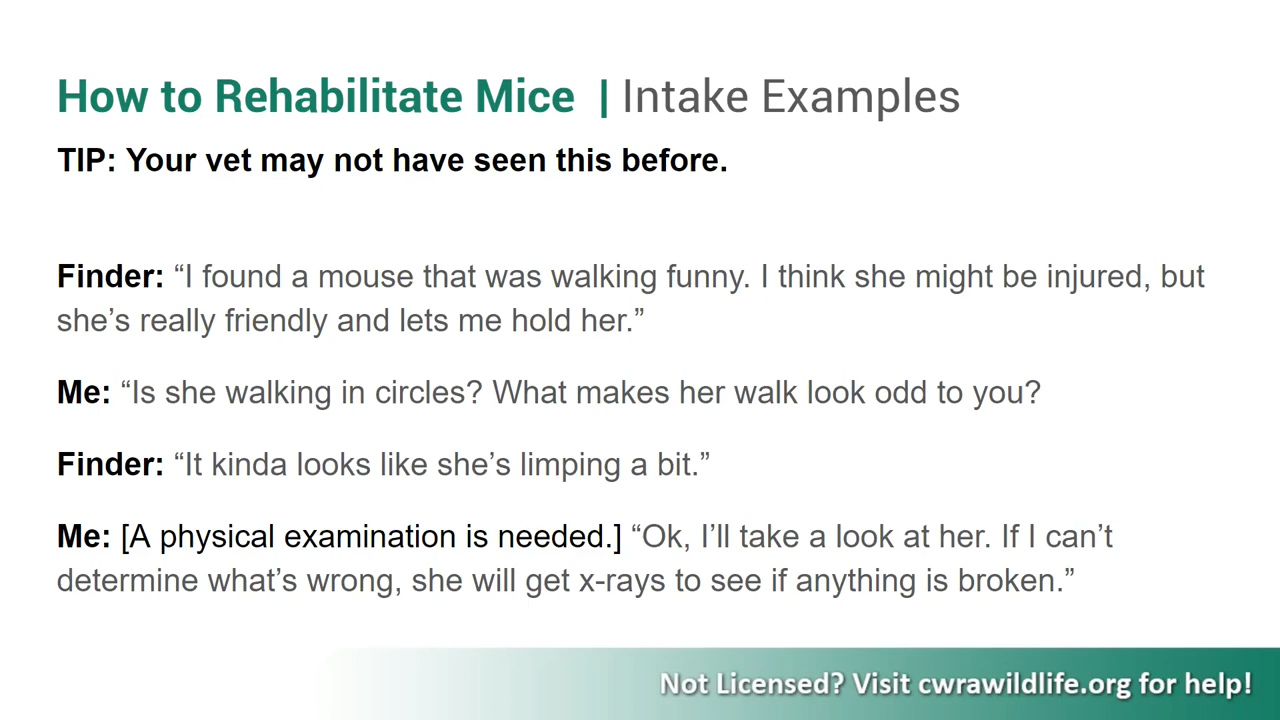 How to Rehabilitate Mice | Intake Examples
TIP: Your vet may not have seen this before.
Finder: “I found a mouse that was walking funny. I think she might be injured, but
she’s really friendly and lets me hold her.”
Me: “Is she walking in circles? What makes her walk look odd to you?
Finder: “It kinda looks like she’s limping a bit.”
Me: [A physical examination is needed.] “Ok, I’ll take a look at her. If I can’t
determine what’s wrong, she will get x-rays to see if anything is broken.”
Not Licensed? Visit cwrawildlife.org for help!